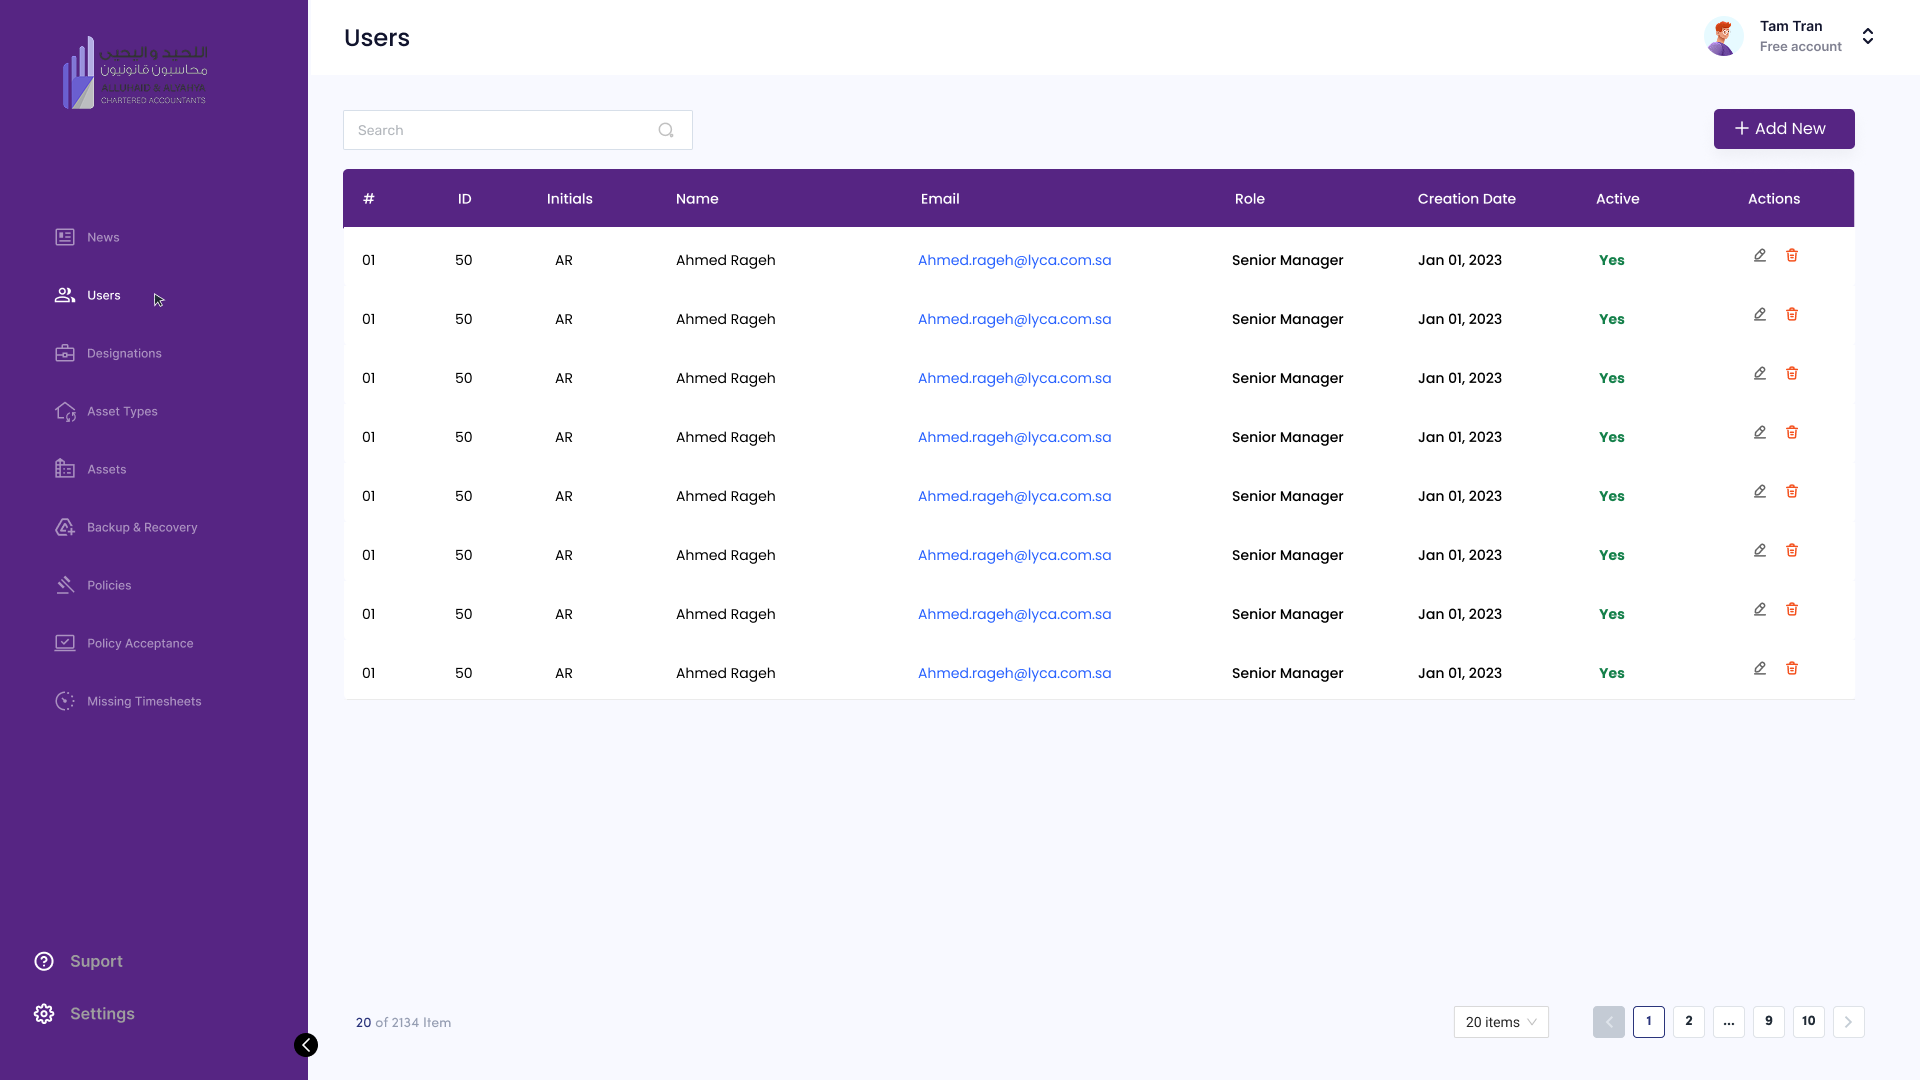 اللحيد واليحيى
محاسبون قانونيون
ALLUHAID & ALYAHYA
CHARTERED ACCOUNTANTS
News
Users
Designations
Asset Types
Assets
Backup & Recovery
Policies
Policy Acceptance
Missing Timesheets
Suport
Settings
Users
Tam Tran
Free account
Search
+ Add New
# ID Initials Name Email Role Creation Date Active Actions
01 50 AR Ahmed Rageh Ahmed.rageh@lyca.com.sa Senior Manager Jan 01, 2023 Yes
01 50 AR Ahmed Rageh Ahmed.rageh@lyca.com.sa Senior Manager Jan 01, 2023 Yes
01 50 AR Ahmed Rageh Ahmed.rageh@lyca.com.sa Senior Manager Jan 01, 2023 Yes
01 50 AR Ahmed Rageh Ahmed.rageh@lyca.com.sa Senior Manager Jan 01, 2023 Yes
01 50 AR Ahmed Rageh Ahmed.rageh@lyca.com.sa Senior Manager Jan 01, 2023 Yes
01 50 AR Ahmed Rageh Ahmed.rageh@lyca.com.sa Senior Manager Jan 01, 2023 Yes
01 50 AR Ahmed Rageh Ahmed.rageh@lyca.com.sa Senior Manager Jan 01, 2023 Yes
01 50 AR Ahmed Rageh Ahmed.rageh@lyca.com.sa Senior Manager Jan 01, 2023 Yes
20 of 2134 Item
20 items
1 2 ... 9 10